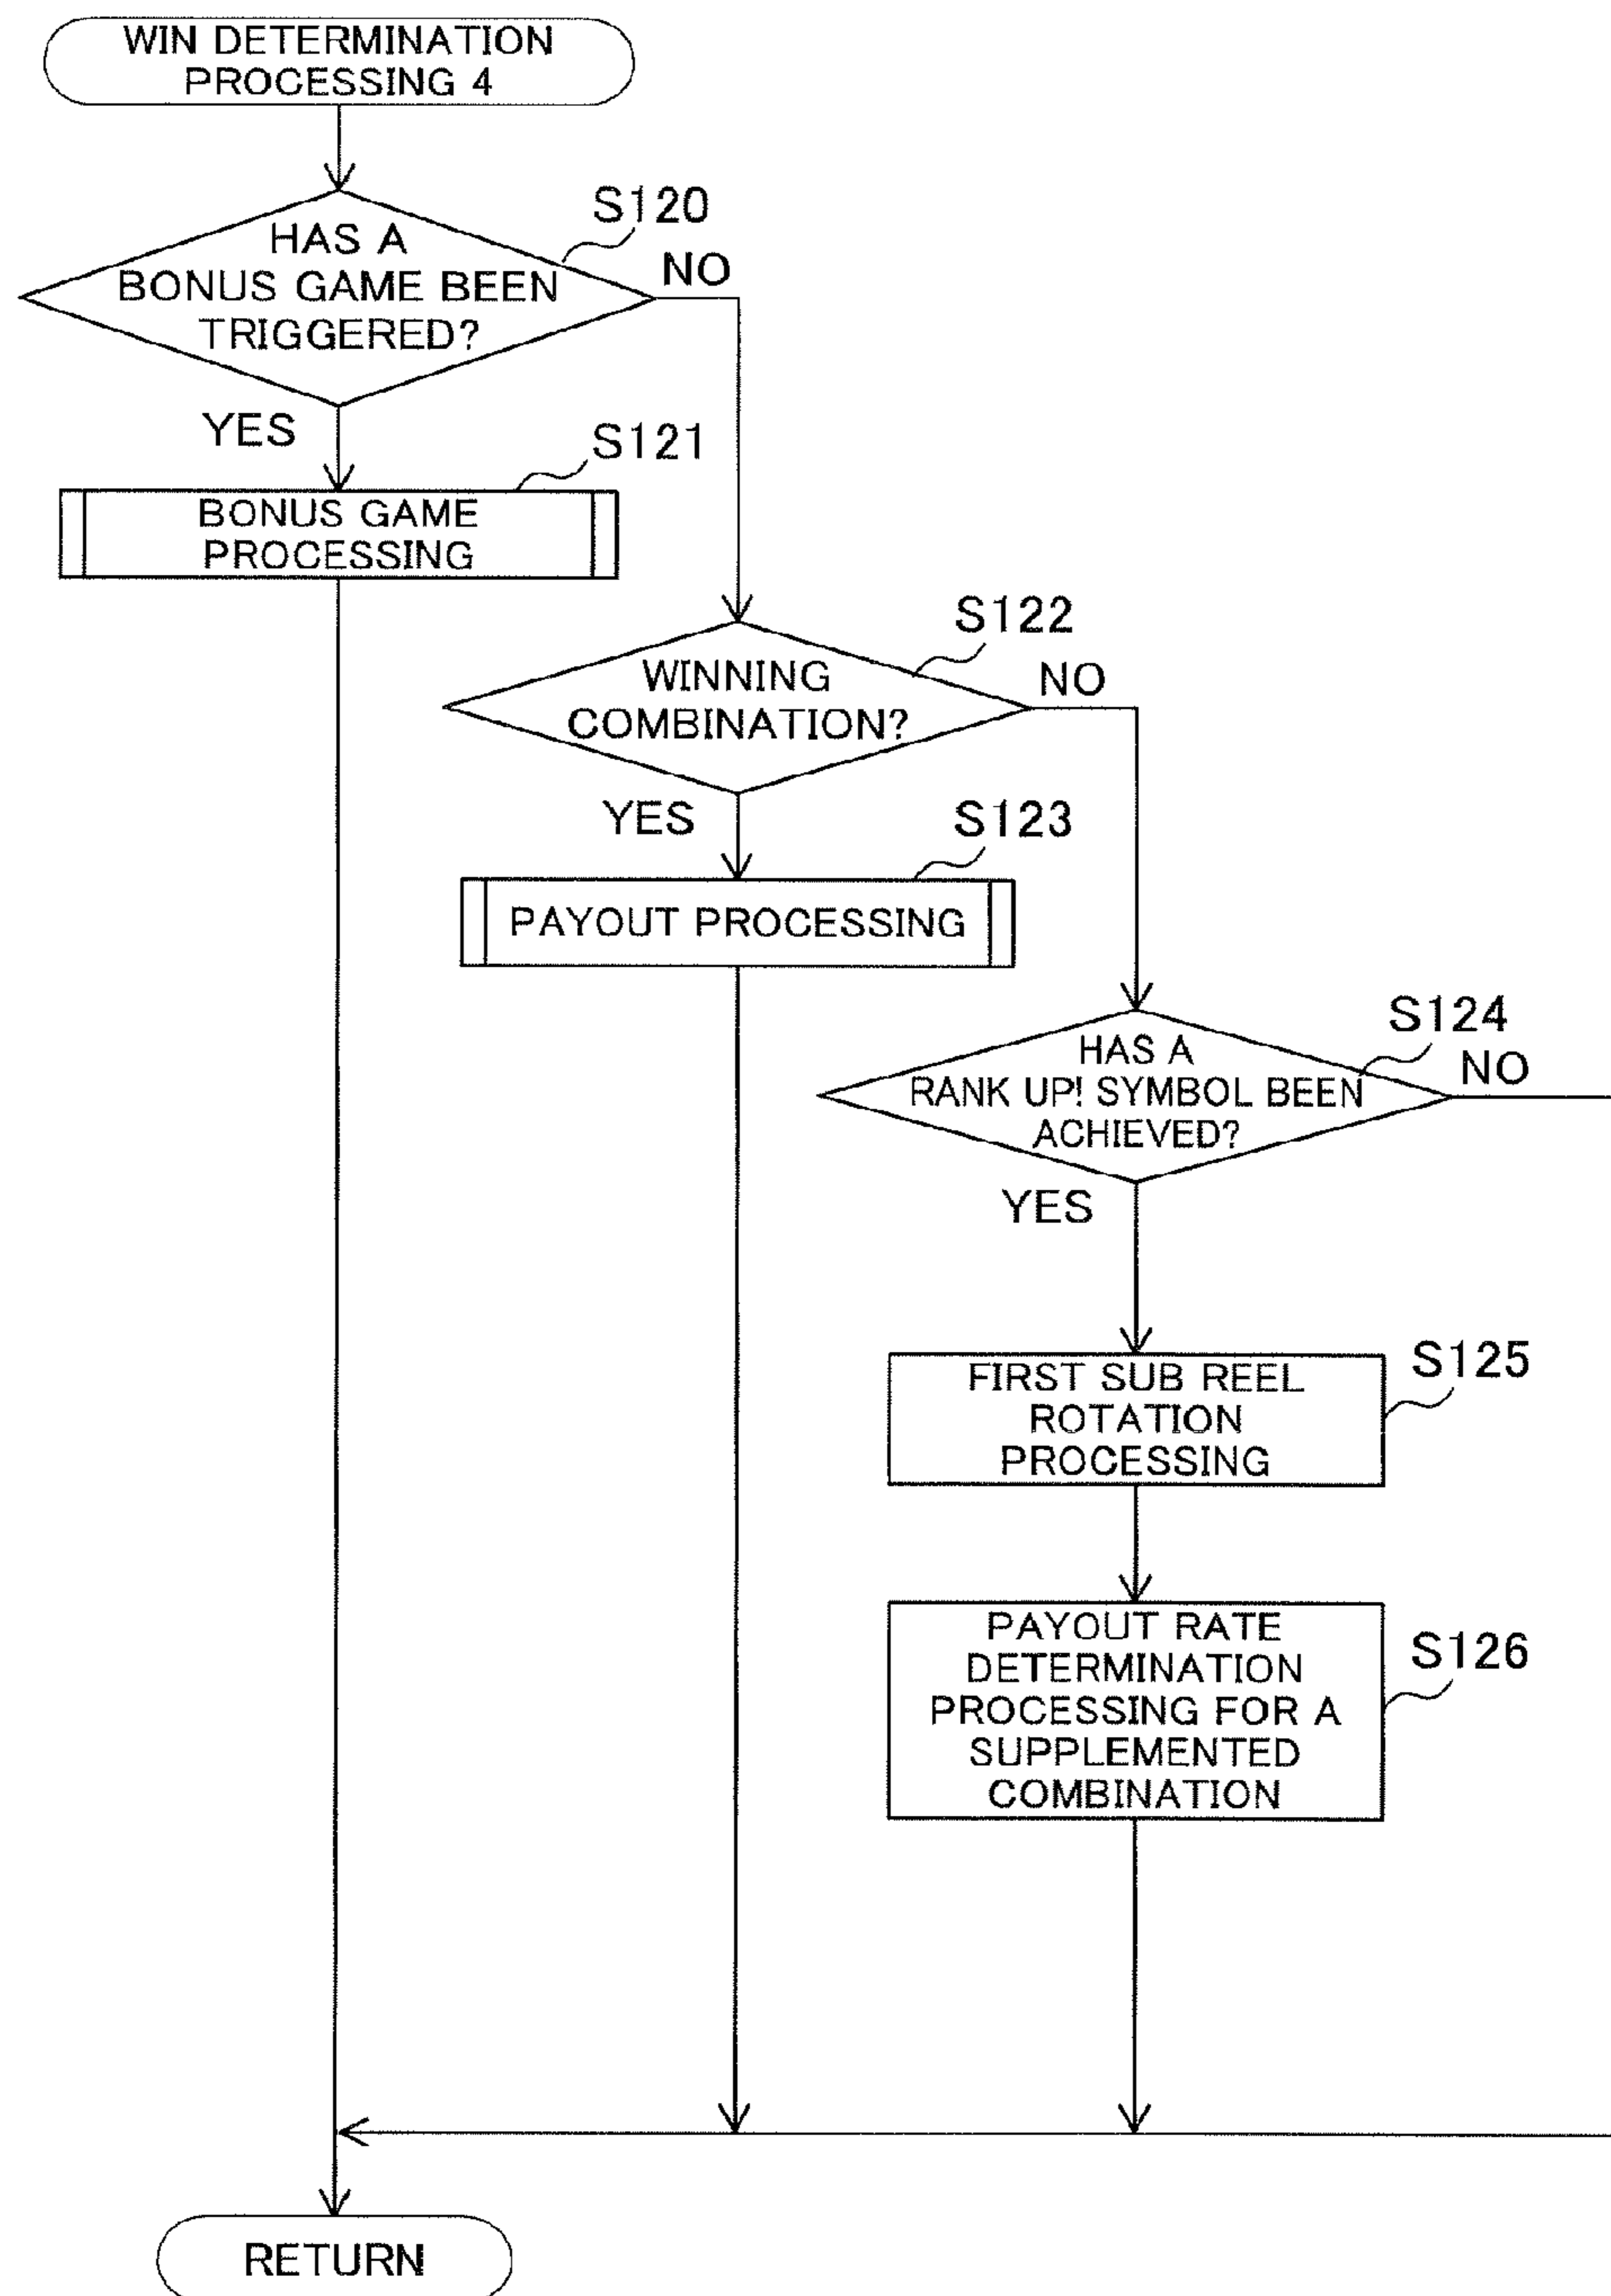 WIN DETERMINATION
PROCESSING 4
S120
HAS A
BONUS GAME BEEN
TRIGGERED?
NO
YES
S121
BONUS GAME
PROCESSING
S122
WINNING
COMBINATION?
NO
YES
S123
PAYOUT PROCESSING
S124
HAS A
RANK UP! SYMBOL BEEN
ACHIEVED?
NO
YES
S125
FIRST SUB REEL
ROTATION
PROCESSING
S126
PAYOUT RATE
DETERMINATION
PROCESSING FOR A
SUPPLEMENTED
COMBINATION
RETURN